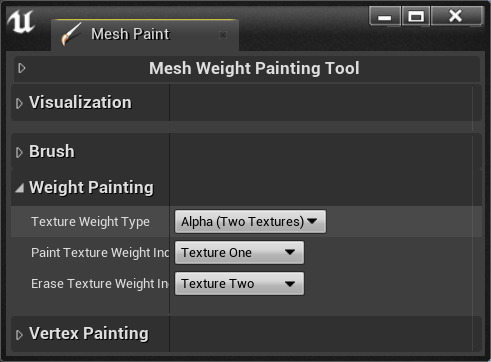 Mesh Paint
Mesh Weight Painting Tool
Visualization
Brush
Weight Painting
Texture Weight Type Alpha (Two Textures)
Paint Texture Weight Ind Texture One
Erase Texture Weight In Texture Two
Vertex Painting